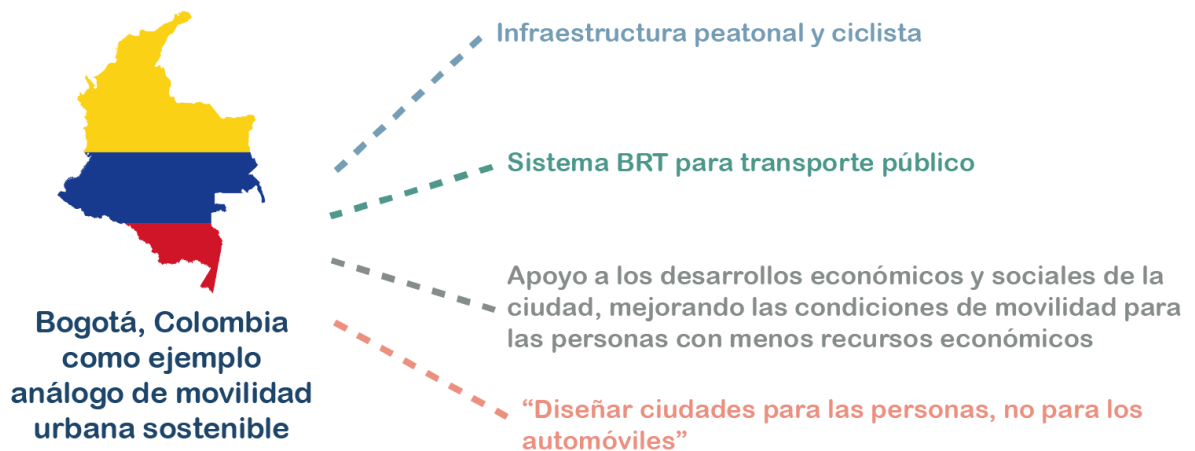 Infraestructura peatonal y ciclista
Sistema BRT para transporte público
Apoyo a los desarrollos económicos y sociales de la
ciudad, mejorando las condiciones de movilidad para
las personas con menos recursos económicos
“Diseñar ciudades para las personas, no para los
automóviles”
Bogotá, Colombia
como ejemplo
análogo de movilidad
urbana sostenible